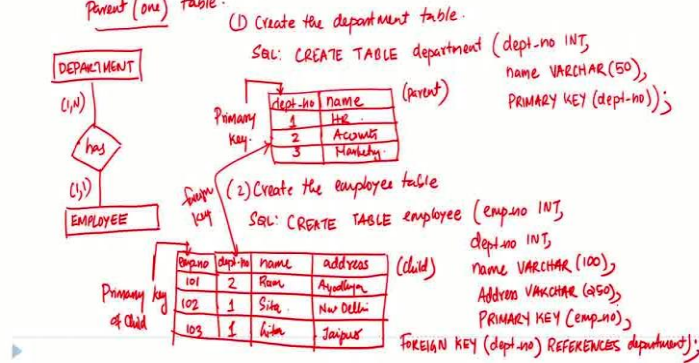 Parent (one) table.
(1) Create the department table.
SQL: CREATE TABLE department (dept-no INT,
name VARCHAR(50),
PRIMARY KEY (dept-no));
DEPARTMENT
(1,N)
has
(1,1)
EMPLOYEE
Primary key.
dept-no name
1 HR.
2 Accounts
3 Markety.
(parent)
foreign key
(2) Create the employee table
SQL: CREATE TABLE employee (emp-no INT,
dept-no INT,
name VARCHAR (100),
Address VARCHAR (250),
PRIMARY KEY (emp-no),
FOREIGN KEY (dept-no) REFERENCES department);
Primary key of Child
empno dept-no name address
101 2 Ram Ayodhya
102 1 Sita New Delhi
103 1 Jaipur
(child)